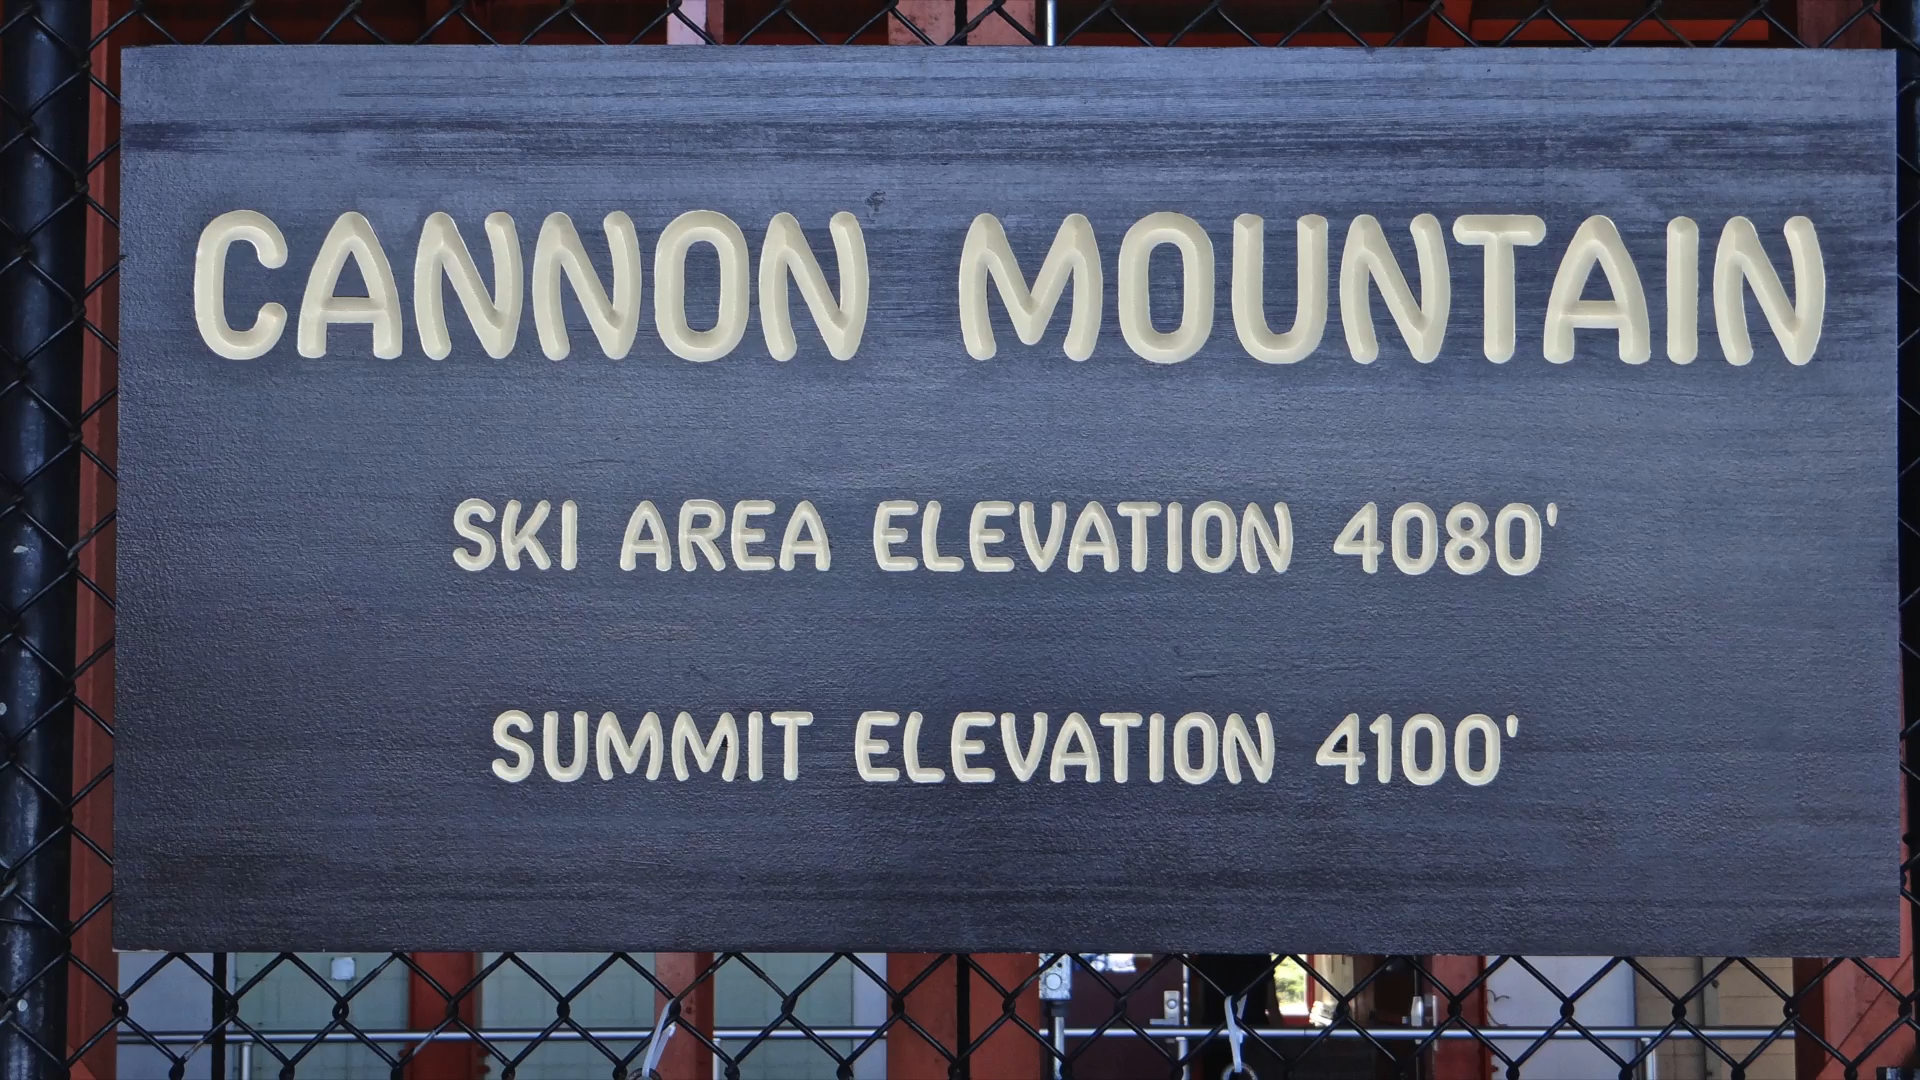 CANNON MOUNTAIN
SKI AREA ELEVATION 4080'
SUMMIT ELEVATION 4100'